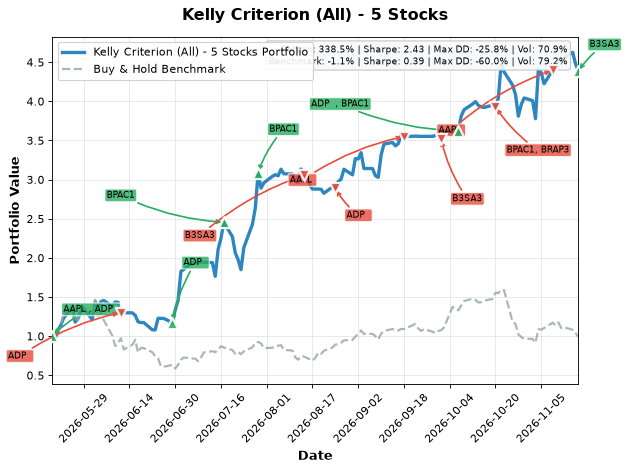 Kelly Criterion (All) - 5 Stocks
Kelly Criterion (All) - 5 Stocks Portfolio
Buy & Hold Benchmark
338.5% | Sharpe: 2.43 | Max DD: -25.8% | Vol: 70.9%
-1.1% | Sharpe: 0.39 | Max DD: -60.0% | Vol: 79.2%
B3SA3
ADP , BPAC1
BPAC1
BPAC1, BRAP3
BPAC1
B3SA3
ADP
B3SA3
ADP
AAPL , ADP
ADP
4.5
4.0
3.5
3.0
2.5
2.0
1.5
1.0
0.5
Portfolio Value
2026-05-29
2026-06-14
2026-06-30
2026-07-16
2026-08-01
2026-08-17
2026-09-02
2026-09-18
2026-10-04
2026-10-20
2026-11-05
Date